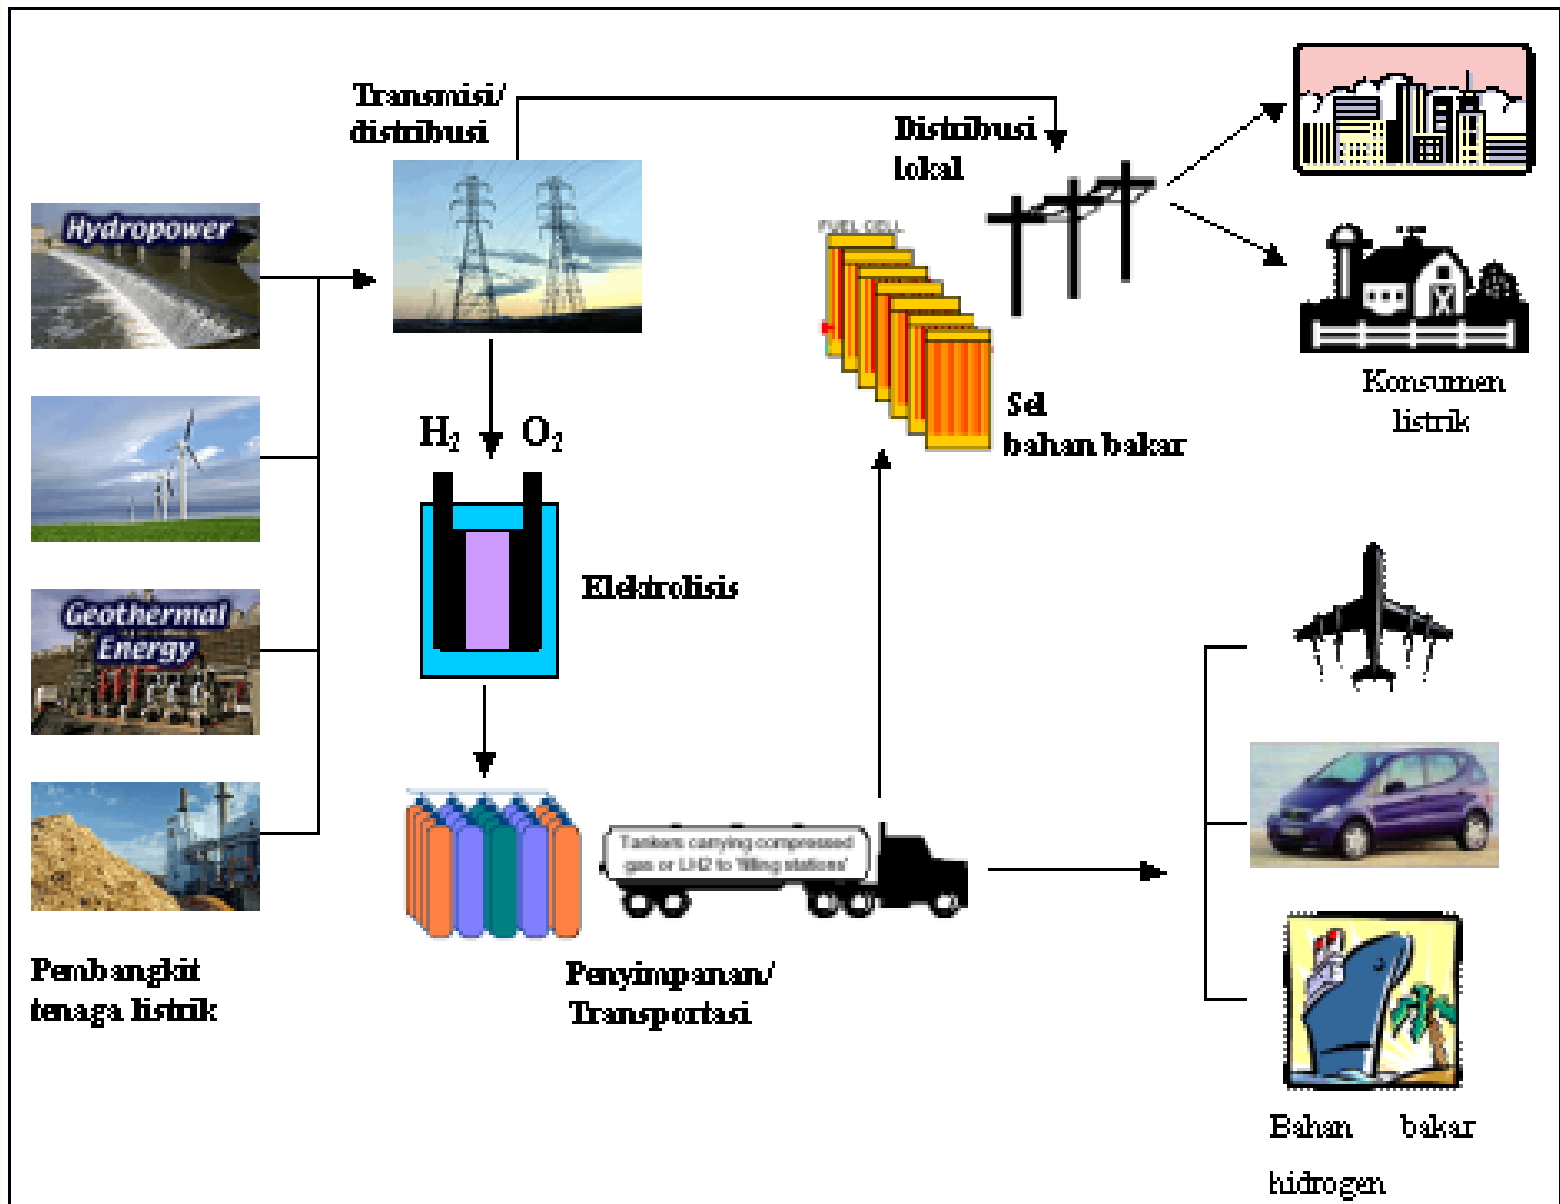 Transmisi/
distribusi
Distribusi
lokal
Hydropower
FUEL CELL
Konsumen
listrik
Sel
bahan bakar
H₂ O₂
Elektrolisis
Geothermal
Energy
Tankers carrying compressed
gas or LH2 to 'filling stations'
Pembangkit
tenaga listrik
Penyimpanan/
Transportasi
Bahan bakar
hidrogen